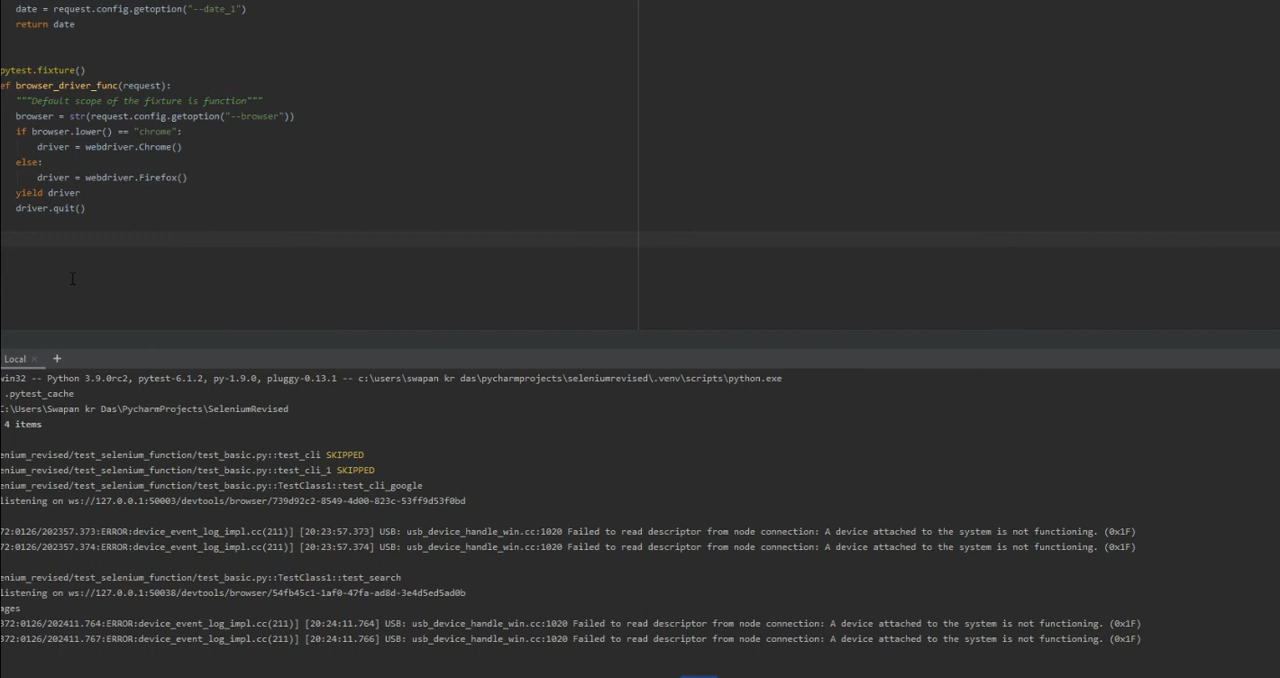 date = request.config.getoption("--date_1")
return date
pytest.fixture()
ef browser_driver_func(request):
"""Default scope of the fixture is function"""
browser = str(request.config.getoption("--browser"))
if browser.lower() == "chrome":
driver = webdriver.Chrome()
else:
driver = webdriver.Firefox()
yield driver
driver.quit()
Local × +
win32 -- Python 3.9.0rc2, pytest-6.1.2, py-1.9.0, pluggy-0.13.1 -- c:\users\swapan kr das\pycharmprojects\seleniumrevised\.venv\scripts\python.exe
.pytest_cache
C:\Users\Swapan kr Das\PycharmProjects\SeleniumRevised
4 items
enium_revised/test_selenium_function/test_basic.py::test_cli SKIPPED
enium_revised/test_selenium_function/test_basic.py::test_cli_1 SKIPPED
enium_revised/test_selenium_function/test_basic.py::TestClass1::test_cli_google
listening on ws://127.0.0.1:50003/devtools/browser/739d92c2-8549-4d00-823c-53ff9d53f0bd
72:0126/202357.373:ERROR:device_event_log_impl.cc(211)] [20:23:57.373] USB: usb_device_handle_win.cc:1020 Failed to read descriptor from node connection: A device attached to the system is not functioning. (0x1F)
72:0126/202357.374:ERROR:device_event_log_impl.cc(211)] [20:23:57.374] USB: usb_device_handle_win.cc:1020 Failed to read descriptor from node connection: A device attached to the system is not functioning. (0x1F)
enium_revised/test_selenium_function/test_basic.py::TestClass1::test_search
listening on ws://127.0.0.1:50038/devtools/browser/54fb45c1-1af0-47fa-ad8d-3e4d5ed5ad0b
ages
372:0126/202411.764:ERROR:device_event_log_impl.cc(211)] [20:24:11.764] USB: usb_device_handle_win.cc:1020 Failed to read descriptor from node connection: A device attached to the system is not functioning. (0x1F)
372:0126/202411.767:ERROR:device_event_log_impl.cc(211)] [20:24:11.766] USB: usb_device_handle_win.cc:1020 Failed to read descriptor from node connection: A device attached to the system is not functioning. (0x1F)